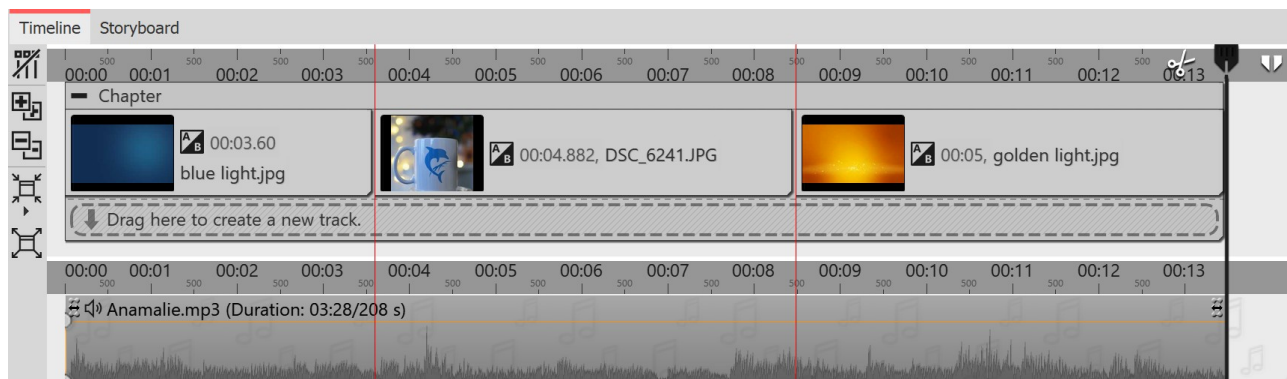 Timeline Storyboard
500 500 500 500 500 500 500 500 500 500 500 500 500
00:00 00:01 00:02 00:03 00:04 00:05 00:06 00:07 00:08 00:09 00:10 00:11 00:12 00:13
Chapter
A B 00:03.60
blue light.jpg
A B 00:04.882, DSC_6241.JPG
A B 00:05, golden light.jpg
Drag here to create a new track.
00:00 00:01 00:02 00:03 00:04 00:05 00:06 00:07 00:08 00:09 00:10 00:11 00:12 00:13
500 500 500 500 500 500 500 500 500 500 500 500 500
Anamalie.mp3 (Duration: 03:28/208 s)